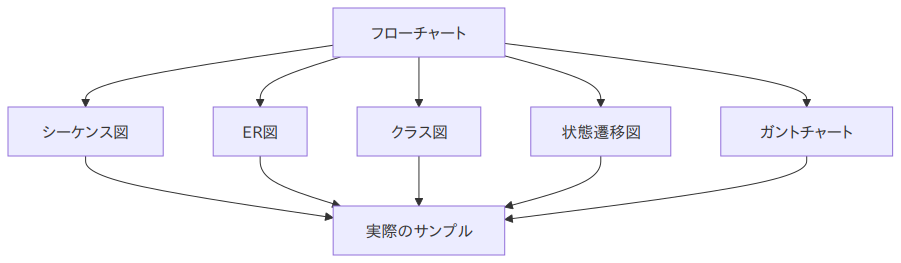 フローチャート
シーケンス図
ER図
クラス図
状態遷移図
ガントチャート
実際のサンプル